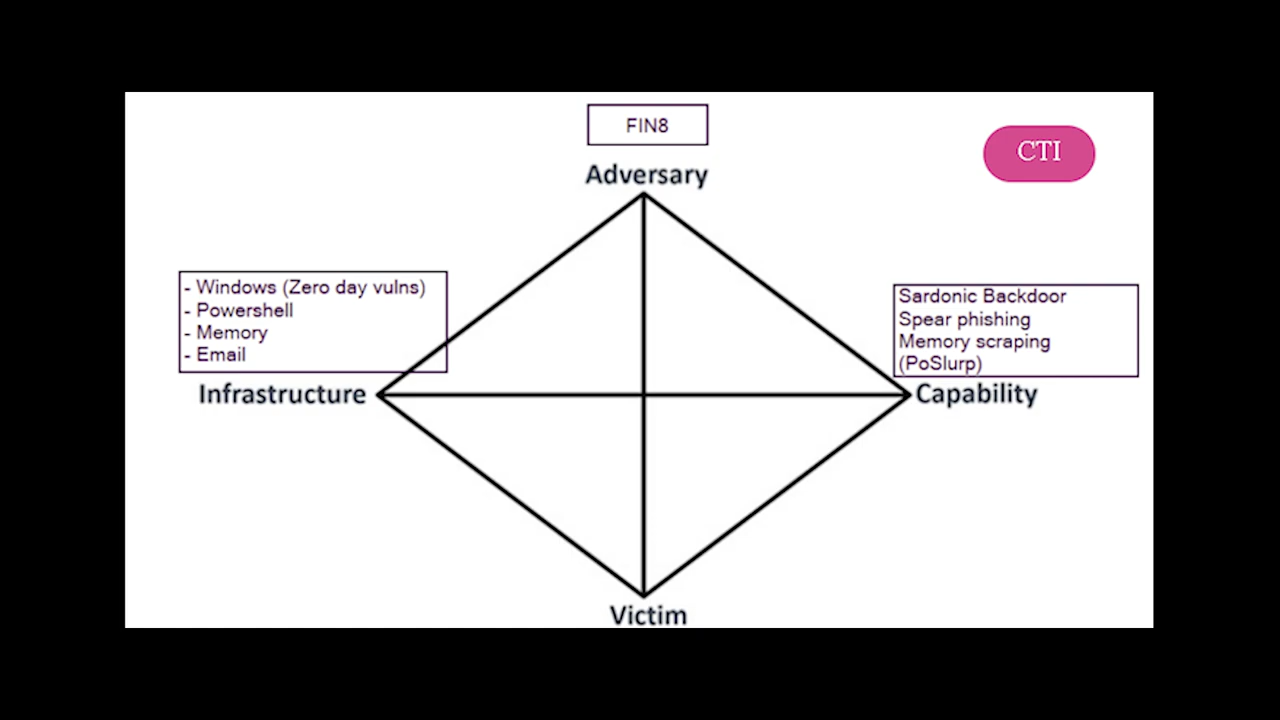 FIN8
CTI
Adversary
- Windows (Zero day vulns)
- Powershell
- Memory
- Email
Infrastructure
Sardonic Backdoor
Spear phishing
Memory scraping
(PoSlurp)
Capability
Victim